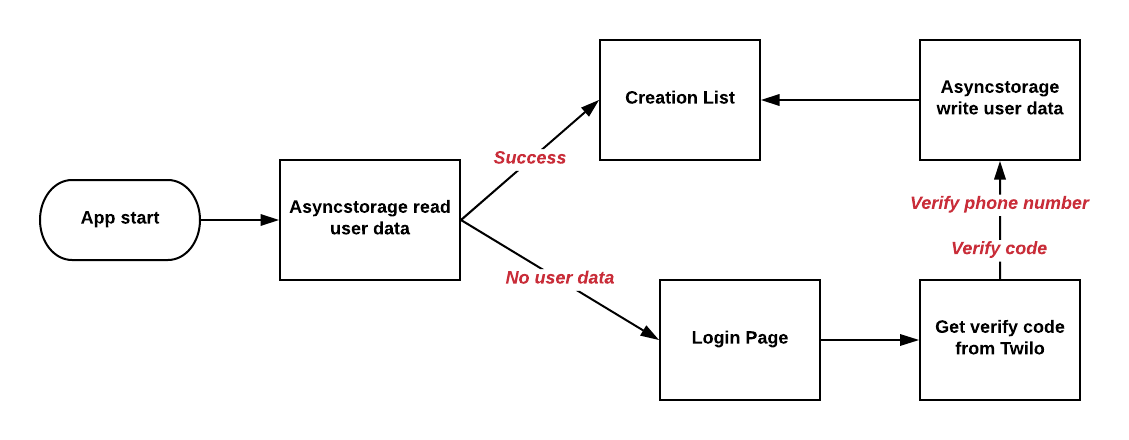 App start
Asyncstorage read
user data
Success
No user data
Creation List
Login Page
Get verify code
from Twilo
Verify code
Verify phone number
Asyncstorage
write user data